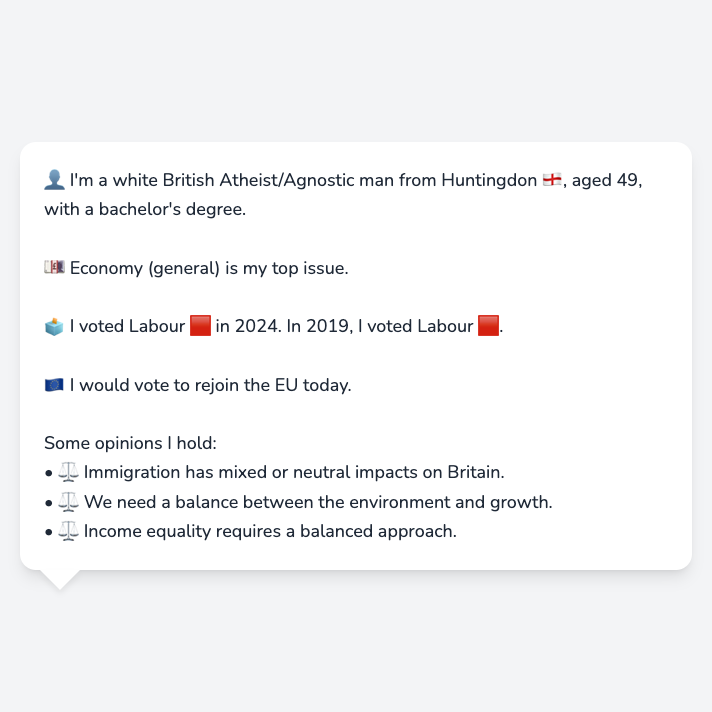 👤 I'm a white British Atheist/Agnostic man from Huntingdon 🏴󠁧󠁢󠁥󠁮󠁧󠁿, aged 49,
with a bachelor's degree.
💷 Economy (general) is my top issue.
🗳️ I voted Labour 🟥 in 2024. In 2019, I voted Labour 🟥.
🇪🇺 I would vote to rejoin the EU today.
Some opinions I hold:
• ⚖️ Immigration has mixed or neutral impacts on Britain.
• ⚖️ We need a balance between the environment and growth.
• ⚖️ Income equality requires a balanced approach.